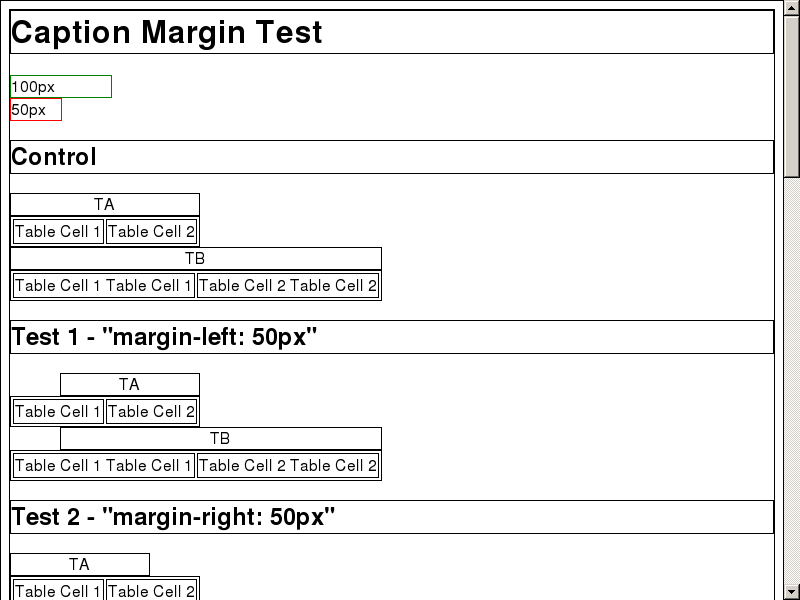 Caption Margin Test
100px
50px
Control
TA
Table Cell 1 Table Cell 2
TB
Table Cell 1 Table Cell 1 Table Cell 2 Table Cell 2
Test 1 - "margin-left: 50px"
TA
Table Cell 1 Table Cell 2
TB
Table Cell 1 Table Cell 1 Table Cell 2 Table Cell 2
Test 2 - "margin-right: 50px"
TA
Table Cell 1 Table Cell 2